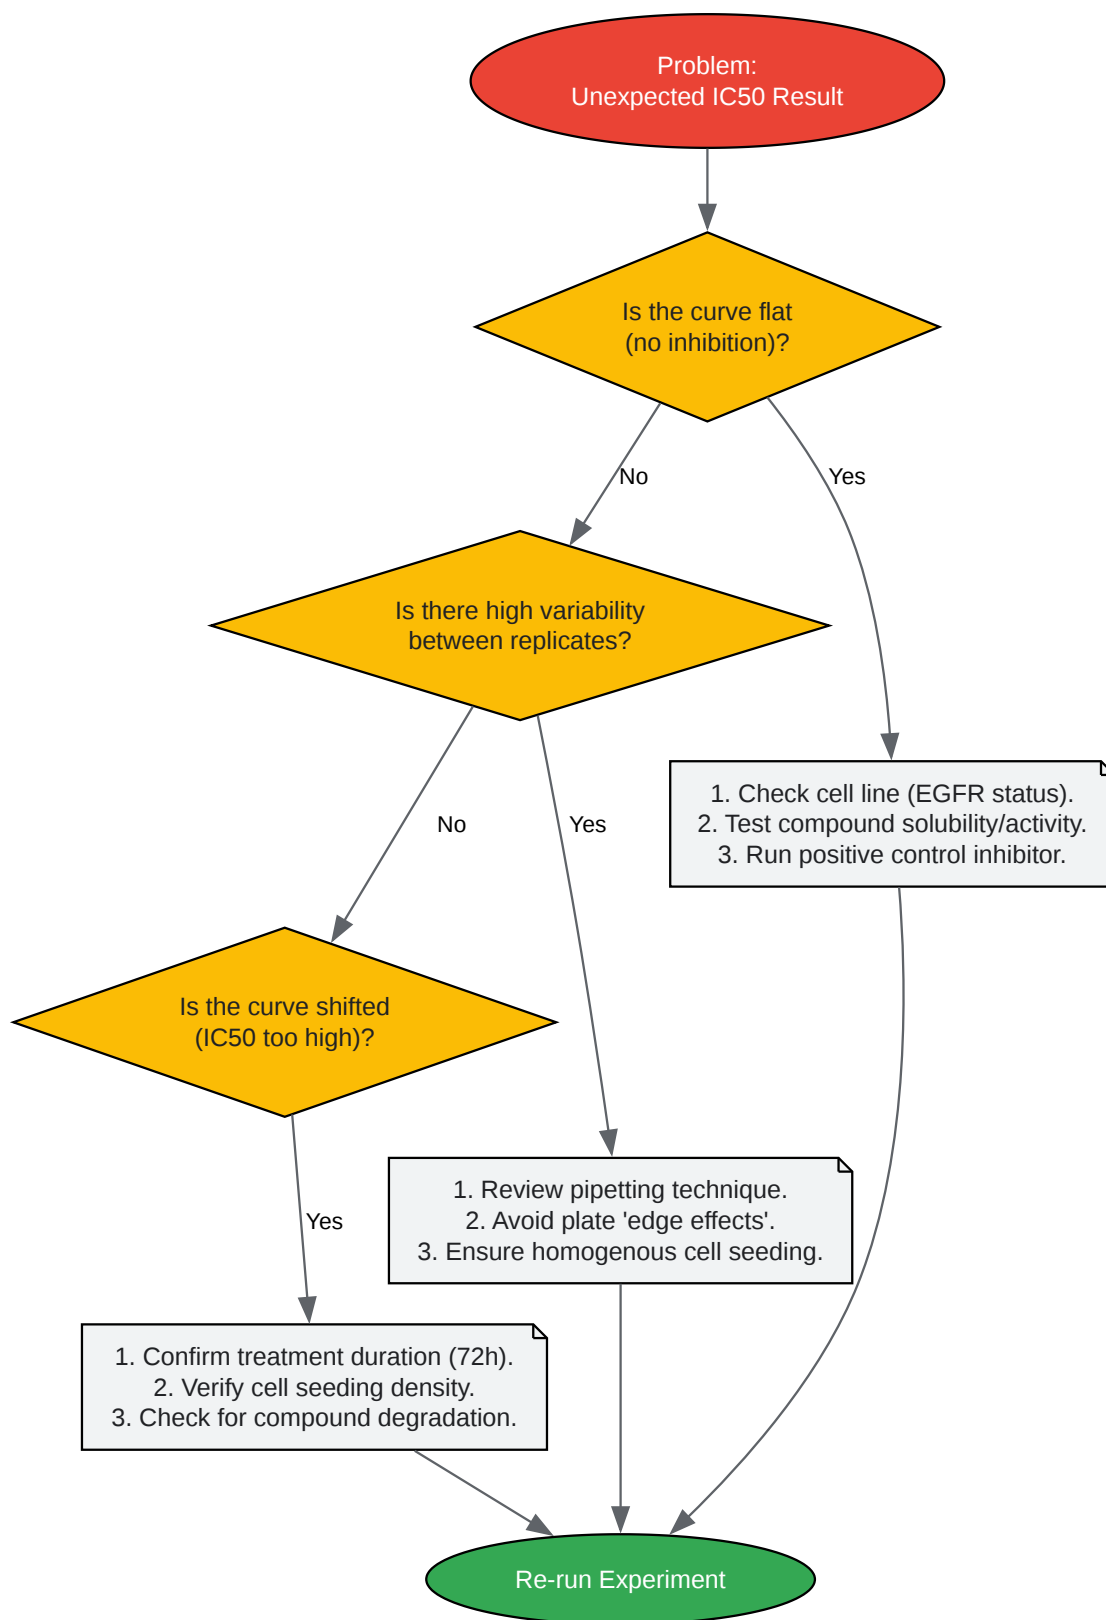 Problem:
Unexpected IC50 Result
Is the curve flat
(no inhibition)?
No
Yes
Is there high variability
between replicates?
No
Yes
1. Check cell line (EGFR status).
2. Test compound solubility/activity.
3. Run positive control inhibitor.
Is the curve shifted
(IC50 too high)?
Yes
1. Review pipetting technique.
2. Avoid plate 'edge effects'.
3. Ensure homogenous cell seeding.
1. Confirm treatment duration (72h).
2. Verify cell seeding density.
3. Check for compound degradation.
Re-run Experiment